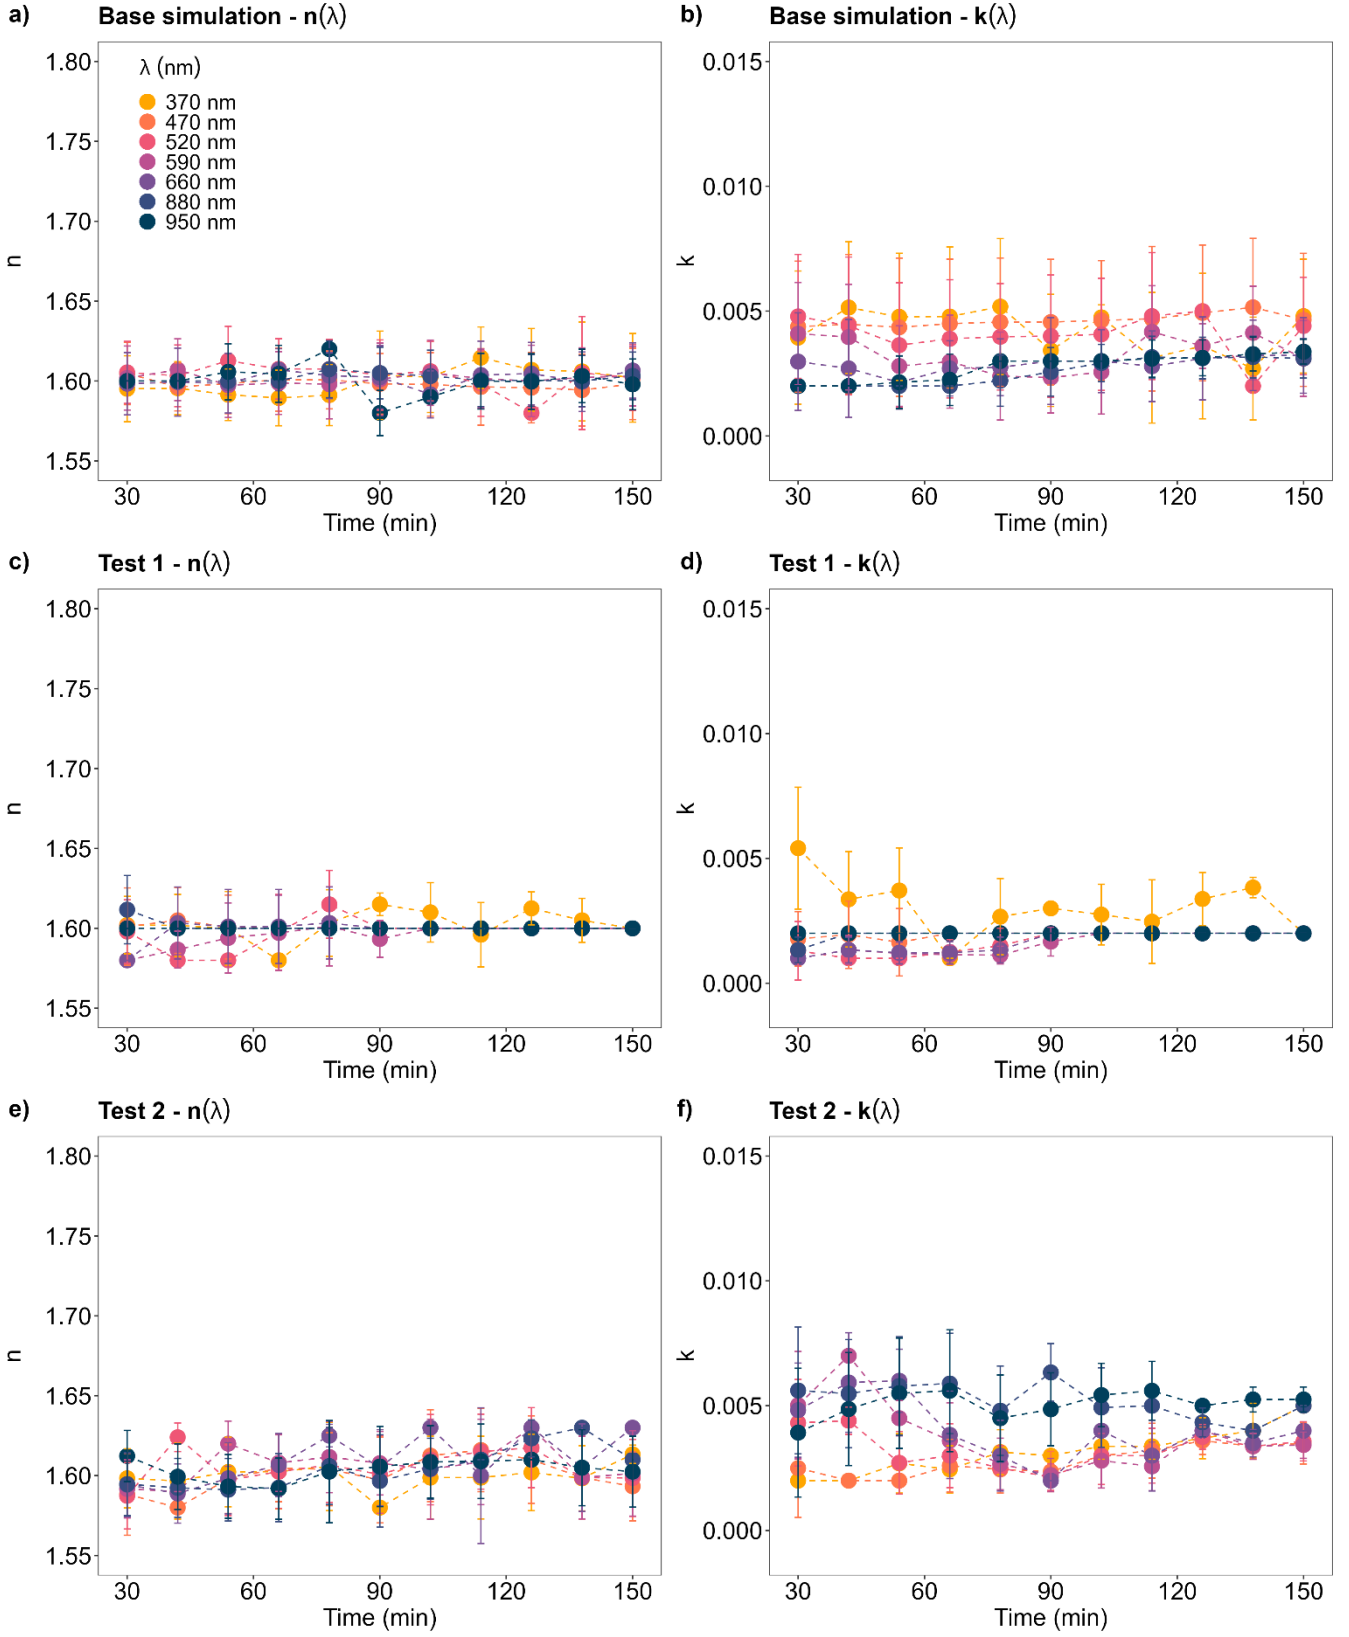 a) Base simulation - n(λ)
1.80
1.75
1.70
1.65
1.60
1.55
n
λ (nm)
370 nm
470 nm
520 nm
590 nm
660 nm
880 nm
950 nm
30 60 90 120 150
Time (min)
b) Base simulation - k(λ)
0.015
0.010
0.005
0.000
k
30 60 90 120 150
Time (min)
c) Test 1 - n(λ)
1.80
1.75
1.70
1.65
1.60
1.55
n
30 60 90 120 150
Time (min)
d) Test 1 - k(λ)
0.015
0.010
0.005
0.000
k
30 60 90 120 150
Time (min)
e) Test 2 - n(λ)
1.80
1.75
1.70
1.65
1.60
1.55
n
30 60 90 120 150
Time (min)
f) Test 2 - k(λ)
0.015
0.010
0.005
0.000
k
30 60 90 120 150
Time (min)